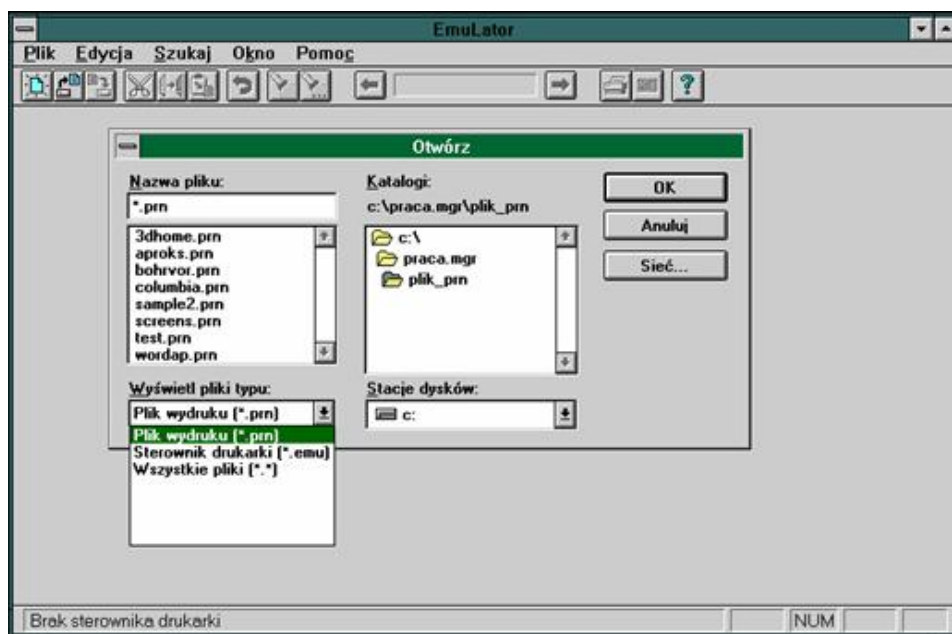 EmuLator
Plik Edycja Szukaj Okno Pomoc
?
Otwórz
Nazwa pliku:
*.prn
3dhome.prn
aproks.prn
bohrvor.prn
columbia.prn
sample2.prn
screens.prn
test.prn
wordap.prn
Wyświetl pliki typu:
Plik wydruku (*.prn)
Plik wydruku (*.prn)
Sterownik drukarki (*.emu)
Wszystkie pliki (*.*)
Katalogi:
c:\praca.mgr\plik_prn
c:\
praca.mgr
plik_prn
Stacje dysków:
c:
OK
Anuluj
Sieć...
Brak sterownika drukarki
NUM